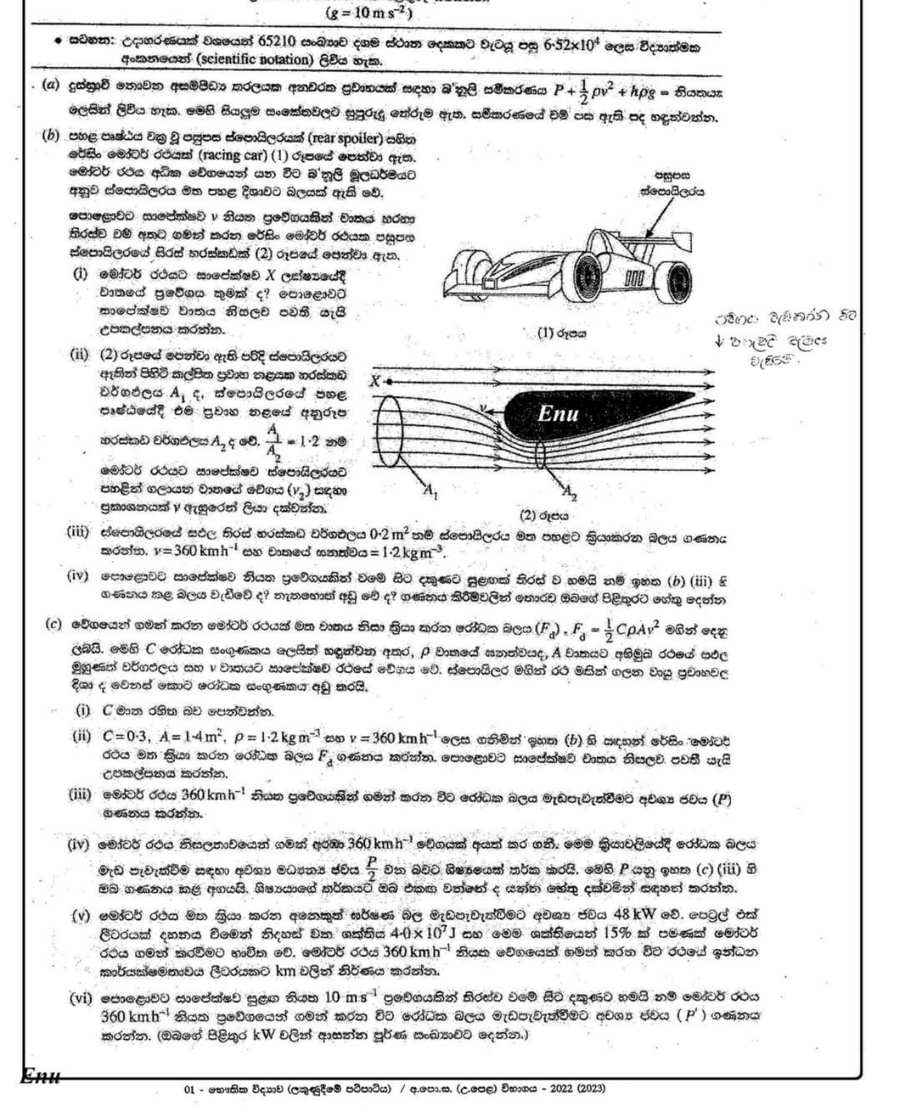 (g = 10 m s⁻²)
• සටහන: උදාහරණයක් වශයෙන් 65210 සංඛ්‍යාව දශම ස්ථාන දෙකකට වැටයූ පසු 6·52×10⁴ ලෙස විද්‍යාත්මක
අංකනයෙන් (scientific notation) ලිවිය හැක.
(a) දුස්ස්‍රාවී නොවන අසම්පීඩ්‍ය තරලයක අනවරත ප්‍රවාහයක් සඳහා බ'නූලි සමීකරණය P + ½ ρv² + hρg = නියතයක
ලෙසින් ලිවිය හැක. මෙහි සියලුම සංකේතවලට සුපුරුදු තේරුම ඇත. සමීකරණයේ වම් පස ඇති පද හඳුන්වන්න.
(b) පහළ පෘෂ්ඨය වක්‍ර වූ පසුපස ස්පොයිලරයක් (rear spoiler) සහිත
රේසිං මෝටර් රථයක් (racing car) (1) රූපයේ පෙන්වා ඇත.
මෝටර් රථය අධික වේගයෙන් යන විට බ'නූලි මූලධර්මයට
අනුව ස්පොයිලරය මත පහළ දිශාවට බලයක් ඇති වේ.
පොළොවට සාපේක්ෂව v නියත ප්‍රවේගයකින් වාතය හරහා
තිරස්ව වම් අතට ගමන් කරන රේසිං මෝටර් රථයක පසුපස
ස්පොයිලරයේ සිරස් හරස්කඩක් (2) රූපයේ පෙන්වා ඇත.
(i) මෝටර් රථයට සාපේක්ෂව X ලක්ෂ්‍යයේදී
වාතයේ ප්‍රවේගය කුමක් ද? පොළොවට
සාපේක්ෂව වාතය නිසලව පවතී යැයි
උපකල්පනය කරන්න.
පසුපස
ස්පොයිලරය
(1) රූපය
(ii) (2) රූපයේ පෙන්වා ඇති පරිදි ස්පොයිලරයට
ඈතින් පිහිටි කල්පිත ප්‍රවාහ නළයක හරස්කඩ
වර්ගඵලය A₁ ද, ස්පොයිලරයේ පහළ
පෘෂ්ඨයේදී එම ප්‍රවාහ නළයේ අනුරූප
හරස්කඩ වර්ගඵලය A₂ ද වේ. A₁/A₂ = 1·2 නම්
මෝටර් රථයට සාපේක්ෂව ස්පොයිලරයට
පහළින් ගලායන වාතයේ වේගය (v₂) සඳහා
ප්‍රකාශනයක් v ඇසුරෙන් ලියා දක්වන්න.
X
v
Enu
A₁
A₂
(2) රූපය
(iii) ස්පොයිලරයේ සඵල තිරස් හරස්කඩ වර්ගඵලය 0·2 m² නම් ස්පොයිලරය මත පහළට ක්‍රියාකරන බලය ගණනය
කරන්න. v = 360 km h⁻¹ සහ වාතයේ ඝනත්වය = 1·2 kg m⁻³.
(iv) පොළොවට සාපේක්ෂව නියත ප්‍රවේගයකින් වමේ සිට දකුණට සුළඟක් තිරස් ව හමයි නම් ඉහත (b) (iii) හි
ගණනය කළ බලය වැඩිවේ ද? නැතහොත් අඩු වේ ද? ගණනය කිරීම්වලින් තොරව ඔබගේ පිළිතුරට හේතු දෙන්න
(c) වේගයෙන් ගමන් කරන මෝටර් රථයක් මත වාතය නිසා ක්‍රියා කරන රෝධක බලය (F_d), F_d = ½ CρAv² මගින් දෙනු
ලබයි. මෙහි C රෝධක සංගුණකය ලෙසින් හඳුන්වන අතර, ρ වාතයේ ඝනත්වයද, A වාතයට අභිමුඛ රථයේ සඵල
මුහුණත් වර්ගඵලය සහ v වාතයට සාපේක්ෂව රථයේ වේගය වේ. ස්පොයිලර මගින් රථ මතින් ගලන වායු ප්‍රවාහවල
දිශා ද වෙනස් කොට රෝධක සංගුණකය අඩු කරයි.
(i) C මාන රහිත බව පෙන්වන්න.
(ii) C = 0·3, A = 1·4 m², ρ = 1·2 kg m⁻³ සහ v = 360 km h⁻¹ ලෙස ගනිමින් ඉහත (b) හි සඳහන් රේසිං මෝටර්
රථය මත ක්‍රියා කරන රෝධක බලය F_d ගණනය කරන්න. පොළොවට සාපේක්ෂව වාතය නිසලව පවතී යැයි
උපකල්පනය කරන්න.
(iii) මෝටර් රථය 360 km h⁻¹ නියත ප්‍රවේගයකින් ගමන් කරන විට රෝධක බලය මැඩපැවැත්වීමට අවශ්‍ය ජවය (P)
ගණනය කරන්න.
(iv) මෝටර් රථය නිසලතාවයෙන් ගමන් අරඹා 360 km h⁻¹ වේගයක් අයත් කර ගනී. මෙම ක්‍රියාවලියේදී රෝධක බලය
මැඩ පැවැත්වීම සඳහා අවශ්‍ය මධ්‍යන්‍ය ජවය P/2 වන බවට ශිෂ්‍යයෙක් තර්ක කරයි. මෙහි P යනු ඉහත (c) (iii) හි
ඔබ ගණනය කළ අගයයි. ශිෂ්‍යයාගේ තර්කයට ඔබ එකඟ වන්නේ ද යන්න හේතු දක්වමින් සඳහන් කරන්න.
(v) මෝටර් රථය මත ක්‍රියා කරන අනෙකුත් ඝර්ෂණ බල මැඩපැවැත්වීමට අවශ්‍ය ජවය 48 kW වේ. පෙට්‍රල් එක්
ලීටරයක් දහනය වීමෙන් නිදහස් වන ශක්තිය 4·0 × 10⁷ J සහ මෙම ශක්තියෙන් 15% ක් පමණක් මෝටර්
රථය ගමන් කරවීමට භාවිත වේ. මෝටර් රථය 360 km h⁻¹ නියත වේගයෙන් ගමන් කරන විට රථයේ ඉන්ධන
කාර්යක්ෂමතාවය ලීටරයකට km වලින් නිර්ණය කරන්න.
(vi) පොළොවට සාපේක්ෂව සුළඟ නියත 10 m s⁻¹ ප්‍රවේගයකින් තිරස්ව වමේ සිට දකුණට හමයි නම් මෝටර් රථය
360 km h⁻¹ නියත ප්‍රවේගයෙන් ගමන් කරන විට රෝධක බලය මැඩපැවැත්වීමට අවශ්‍ය ජවය (P′) ගණනය
කරන්න. (ඔබගේ පිළිතුර kW වලින් ආසන්න පූර්ණ සංඛ්‍යාවට දෙන්න.)
Enu
01 - භෞතික විද්‍යාව (ලකුණුදීමේ පටිපාටිය) / අ.පො.ස. (උ.පෙළ) විභාගය - 2022 (2023)